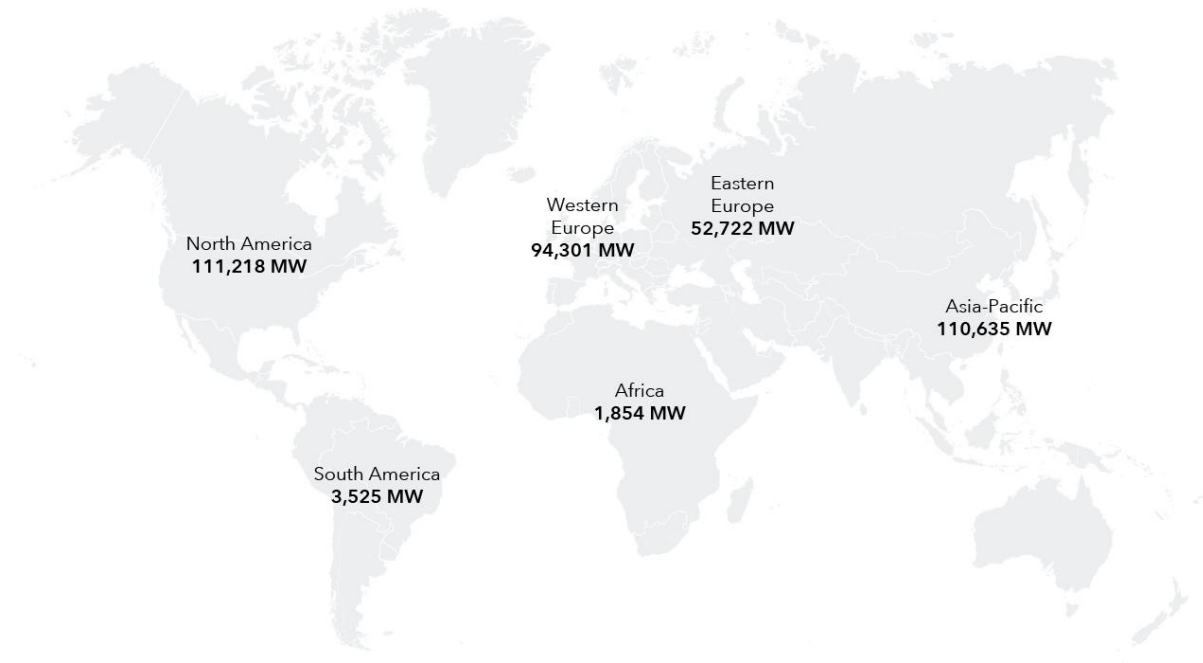 North America
111,218 MW
Western
Europe
94,301 MW
Eastern
Europe
52,722 MW
Asia-Pacific
110,635 MW
Africa
1,854 MW
South America
3,525 MW